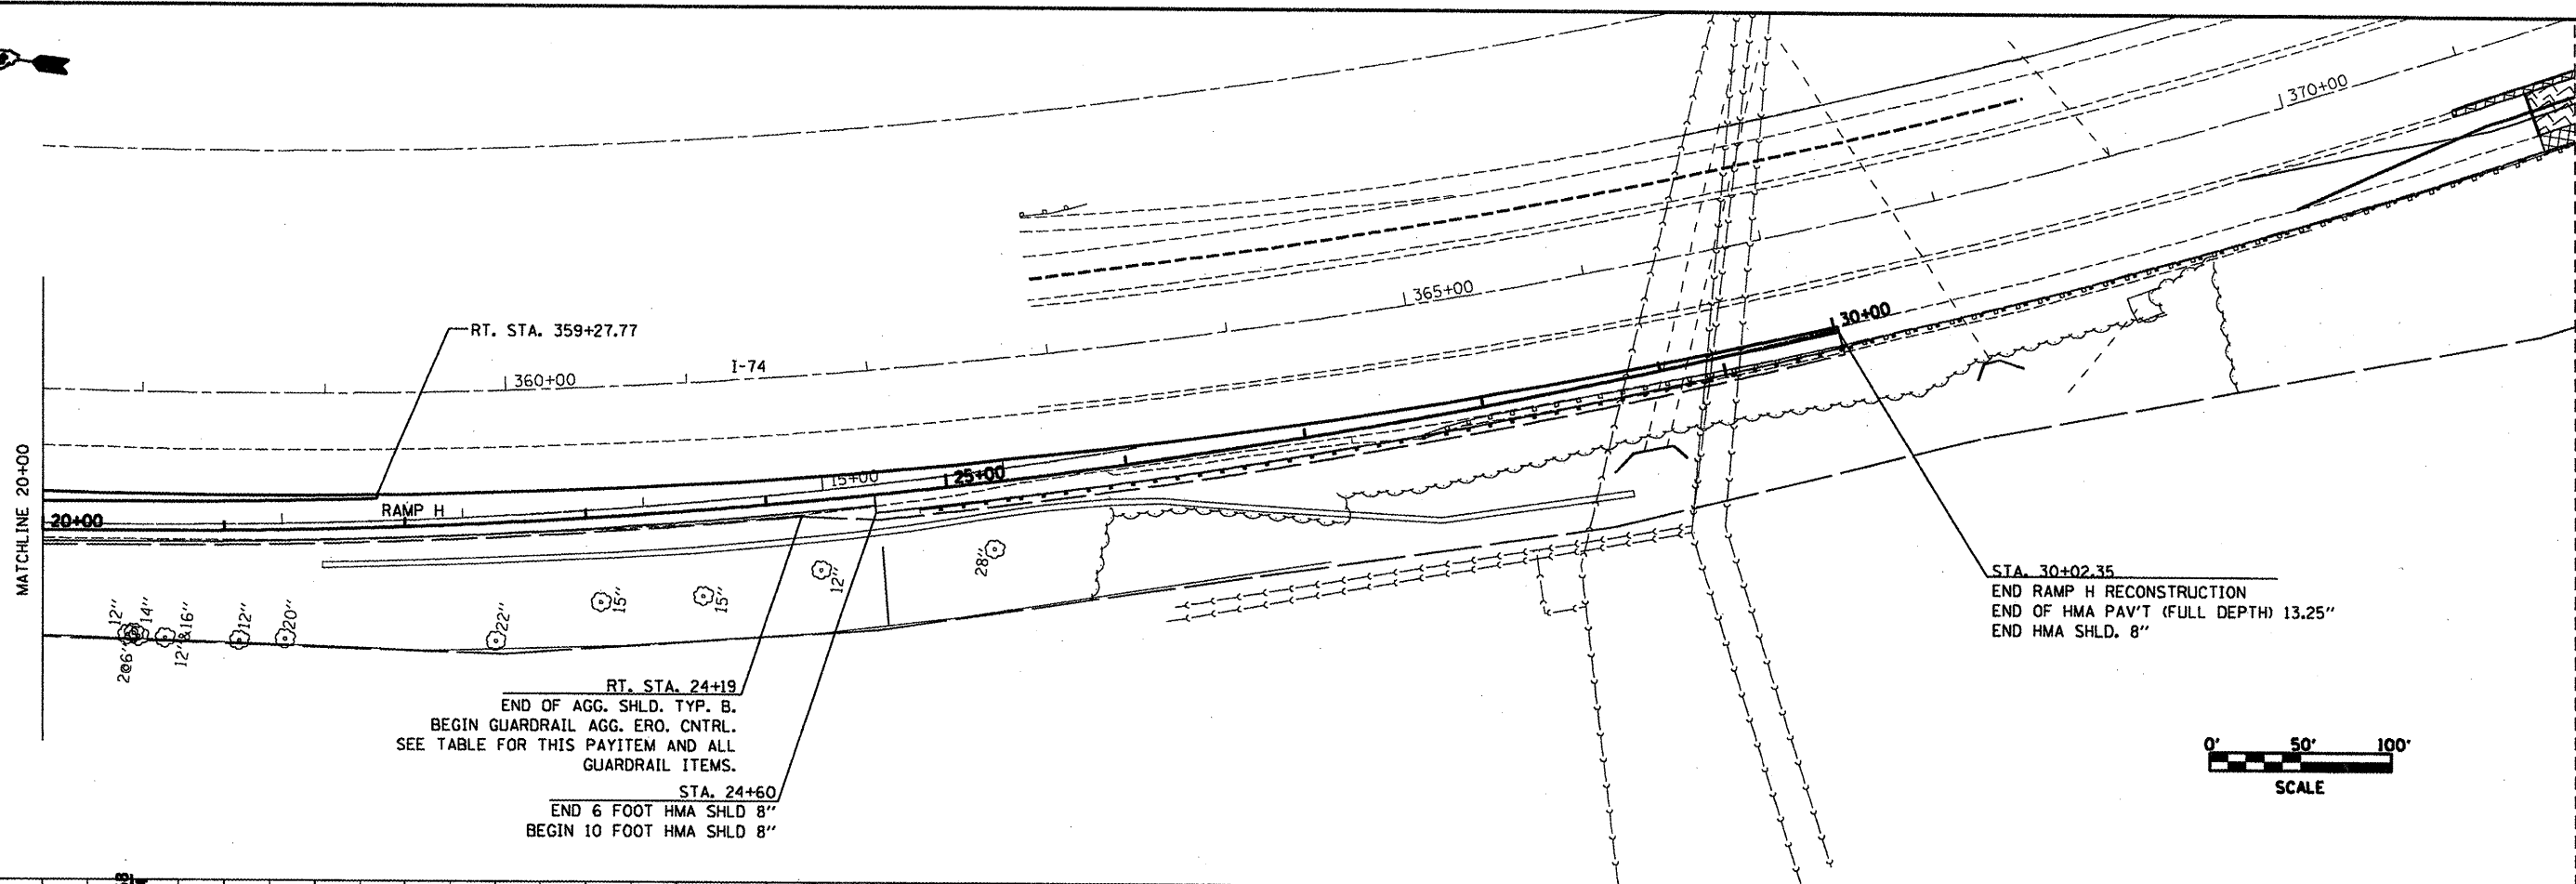 370+00
365+00
30+00
RT. STA. 359+27.77
I-74
360+00
MATCHLINE 20+00
15+00
25+00
RAMP H
20+00
12"
14"
2@6"
12"&16"
12"
20"
22"
15"
15"
12"
28"
STA. 30+02.35
END RAMP H RECONSTRUCTION
END OF HMA PAV'T (FULL DEPTH) 13.25"
END HMA SHLD. 8"
RT. STA. 24+19
END OF AGG. SHLD. TYP. B.
BEGIN GUARDRAIL AGG. ERO. CNTRL.
SEE TABLE FOR THIS PAYITEM AND ALL
GUARDRAIL ITEMS.
STA. 24+60
END 6 FOOT HMA SHLD 8"
BEGIN 10 FOOT HMA SHLD 8"
0' 50' 100'
SCALE